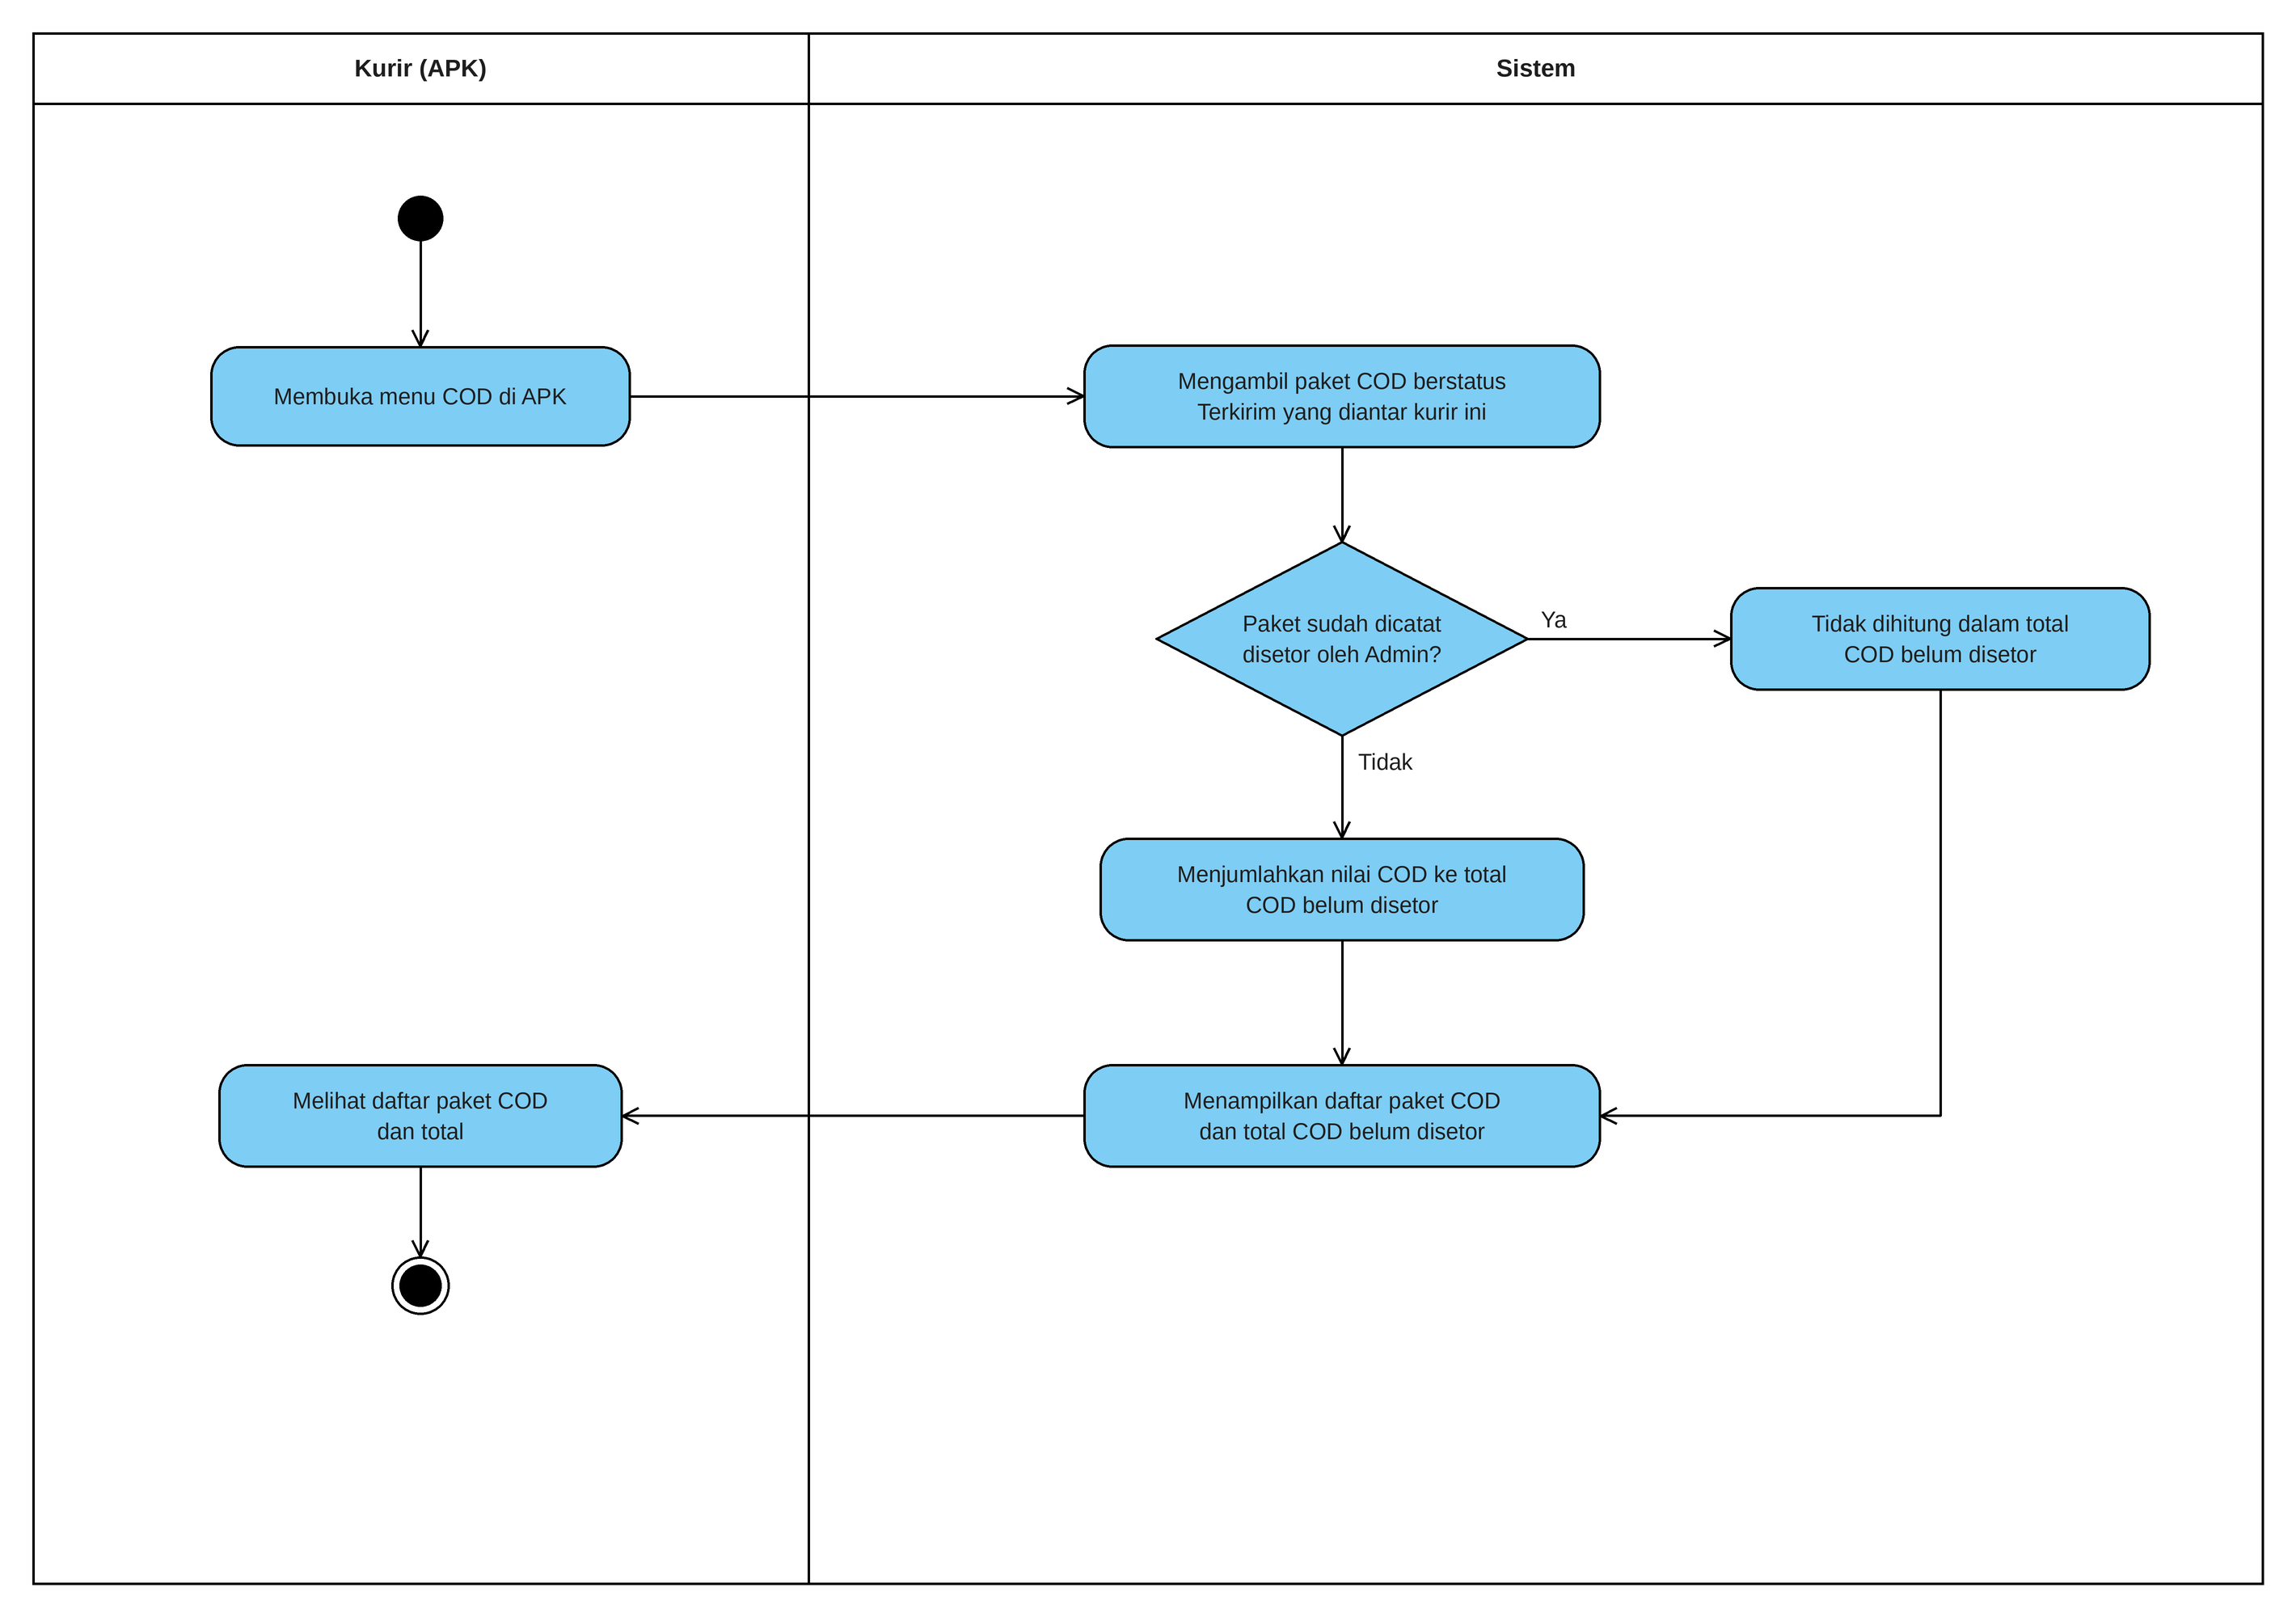 Kurir (APK)
Sistem
Membuka menu COD di APK
Mengambil paket COD berstatus
Terkirim yang diantar kurir ini
Paket sudah dicatat
disetor oleh Admin?
Ya
Tidak dihitung dalam total
COD belum disetor
Tidak
Menjumlahkan nilai COD ke total
COD belum disetor
Melihat daftar paket COD
dan total
Menampilkan daftar paket COD
dan total COD belum disetor